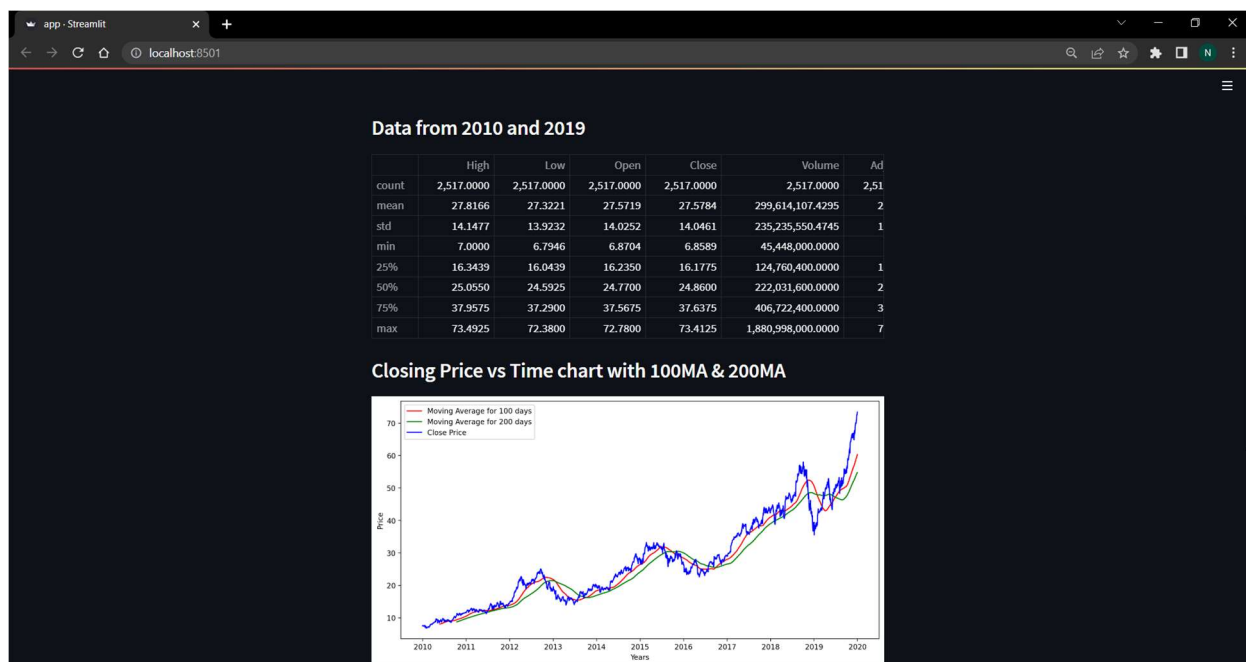 app · Streamlit
localhost:8501
N
Data from 2010 and 2019
High Low Open Close Volume Ad
count 2,517.0000 2,517.0000 2,517.0000 2,517.0000 2,517.0000 2,51
mean 27.8166 27.3221 27.5719 27.5784 299,614,107.4295 2
std 14.1477 13.9232 14.0252 14.0461 235,235,550.4745 1
min 7.0000 6.7946 6.8704 6.8589 45,448,000.0000
25% 16.3439 16.0439 16.2350 16.1775 124,760,400.0000 1
50% 25.0550 24.5925 24.7700 24.8600 222,031,600.0000 2
75% 37.9575 37.2900 37.5675 37.6375 406,722,400.0000 3
max 73.4925 72.3800 72.7800 73.4125 1,880,998,000.0000 7
Closing Price vs Time chart with 100MA & 200MA
Moving Average for 100 days
Moving Average for 200 days
Close Price
70
60
50
40
30
20
10
Price
2010 2011 2012 2013 2014 2015 2016 2017 2018 2019 2020
Years